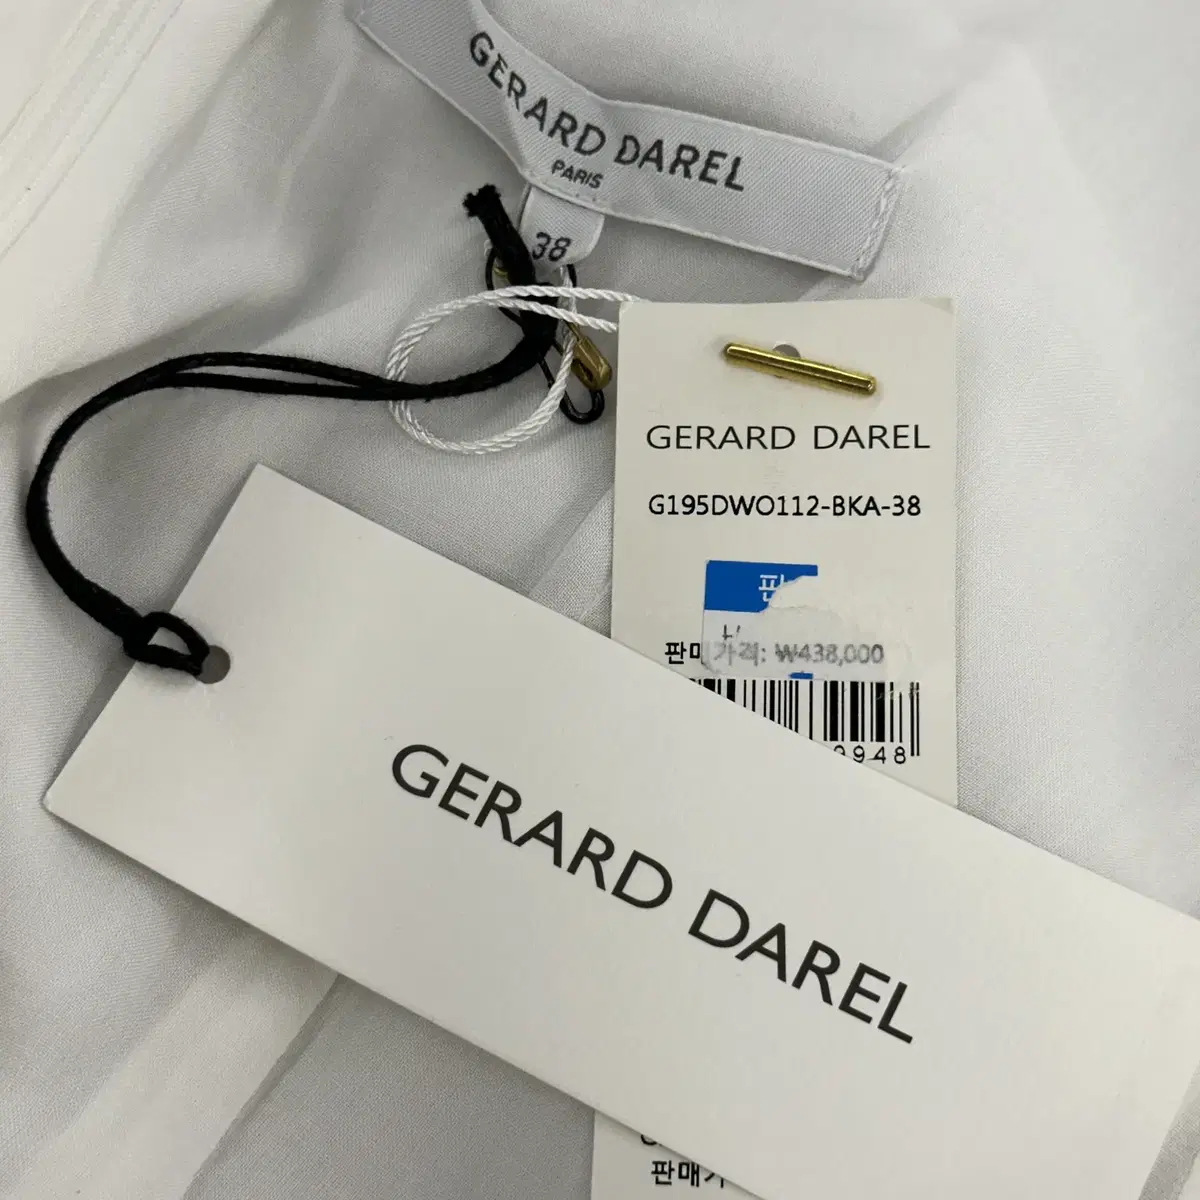 GERARD DAREL
PARIS
38
GERARD DAREL
G195DWO112-BKA-38
판매가격: ₩438,000
9948
GERARD DAREL
판매가